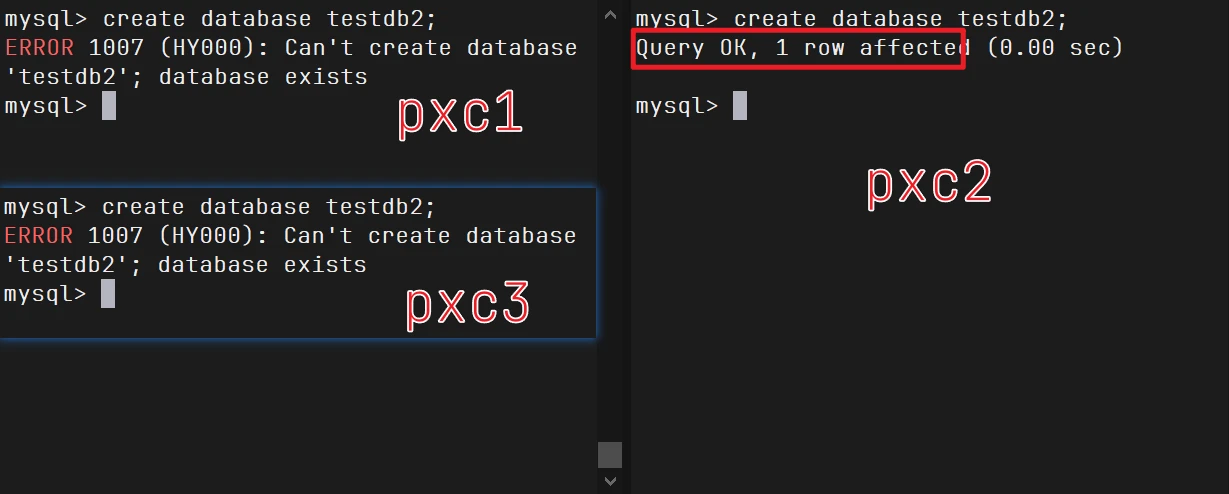 mysql> create database testdb2;
ERROR 1007 (HY000): Can't create database
'testdb2'; database exists
mysql>
pxc1
mysql> create database testdb2;
ERROR 1007 (HY000): Can't create database
'testdb2'; database exists
mysql>
pxc3
mysql> create database testdb2;
Query OK, 1 row affected (0.00 sec)
mysql>
pxc2